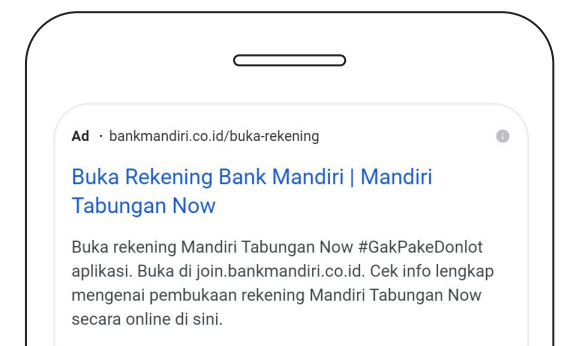 Ad · bankmandiri.co.id/buka-rekening
Buka Rekening Bank Mandiri | Mandiri
Tabungan Now
Buka rekening Mandiri Tabungan Now #GakPakeDonlot
aplikasi. Buka di join.bankmandiri.co.id. Cek info lengkap
mengenai pembukaan rekening Mandiri Tabungan Now
secara online di sini.